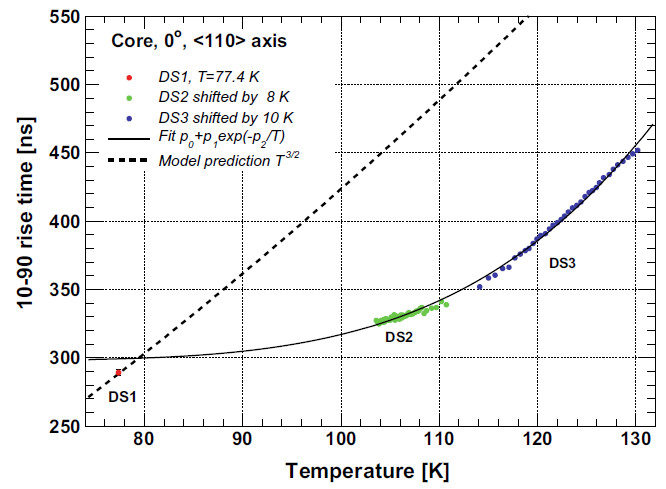 Core, 0°, <110> axis
DS1, T=77.4 K
DS2 shifted by 8 K
DS3 shifted by 10 K
Fit p0+p1exp(-p2/T)
Model prediction T3/2
10-90 rise time [ns]
550
500
450
400
350
300
250
DS1
DS2
DS3
80 90 100 110 120 130
Temperature [K]